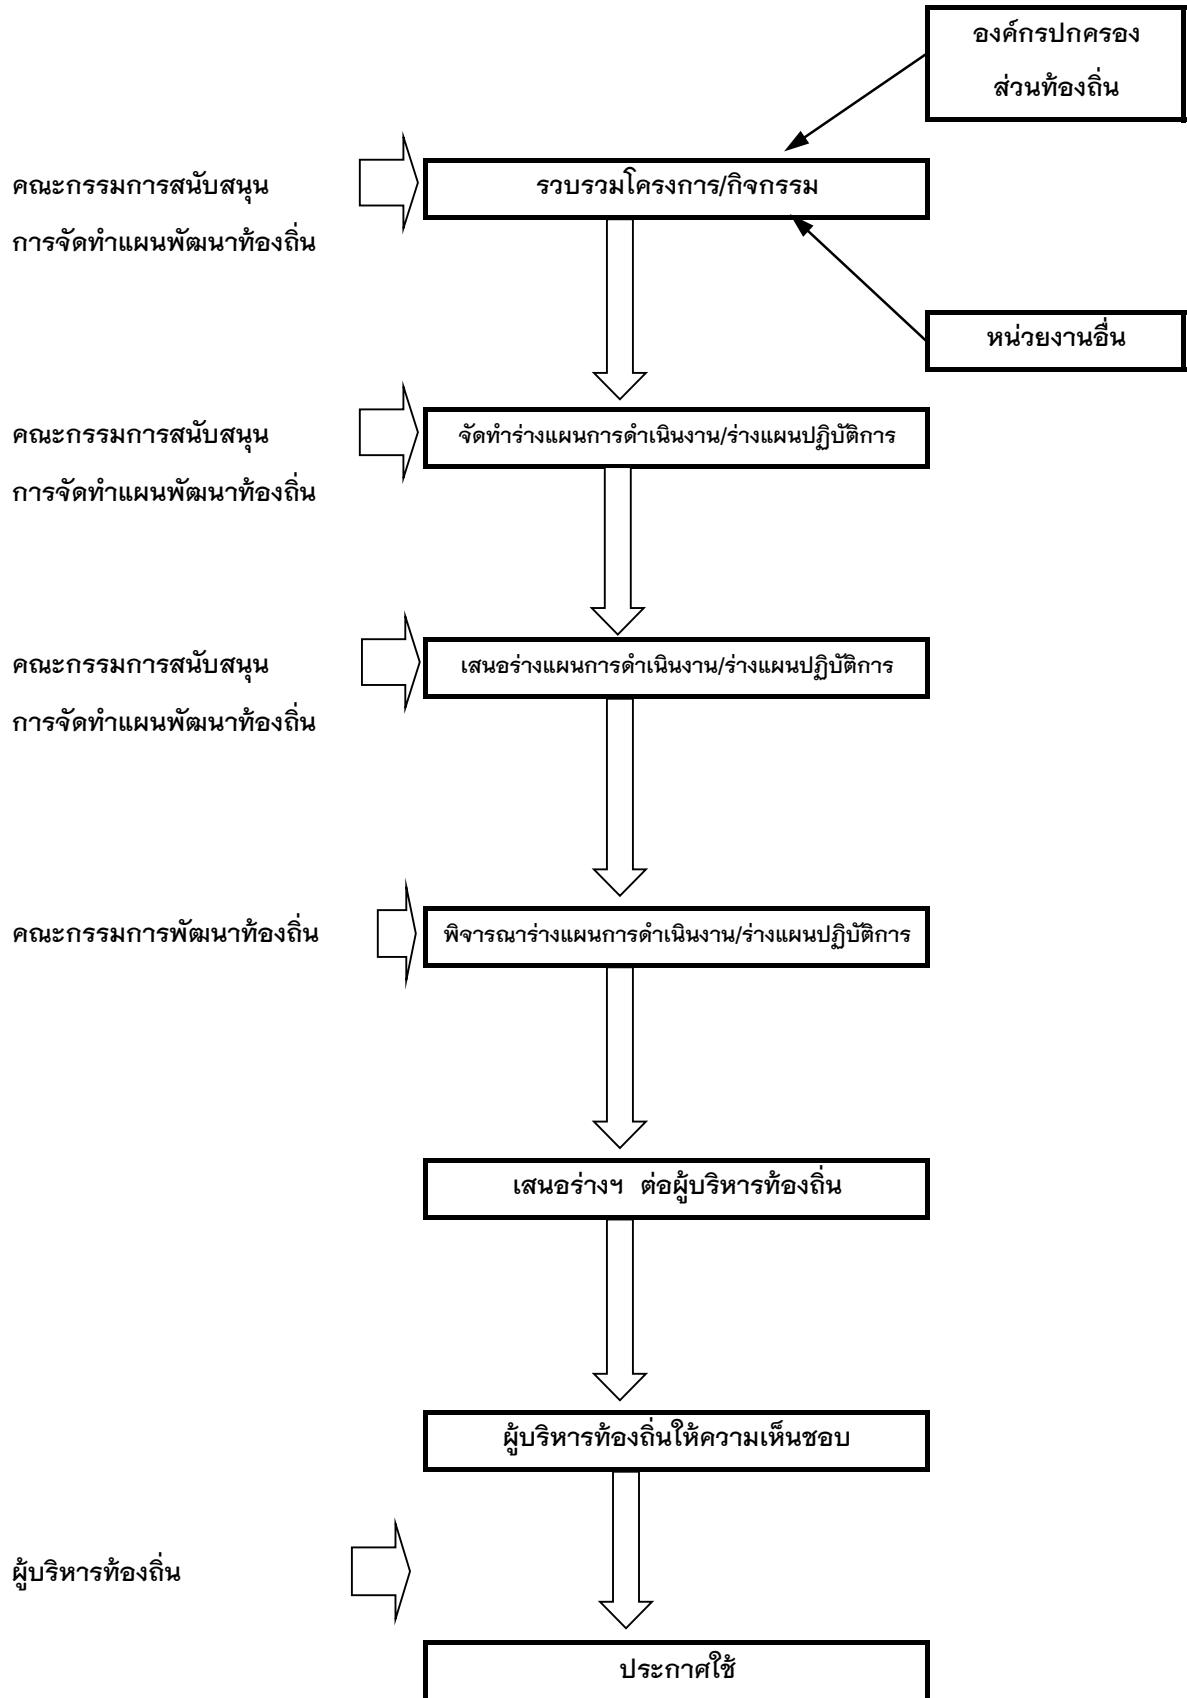 องค์กรปกครอง
ส่วนท้องถิ่น
คณะกรรมการสนับสนุน
การจัดทำแผนพัฒนาท้องถิ่น
รวบรวมโครงการ/กิจกรรม
หน่วยงานอื่น
คณะกรรมการสนับสนุน
การจัดทำแผนพัฒนาท้องถิ่น
จัดทำร่างแผนการดำเนินงาน/ร่างแผนปฏิบัติการ
คณะกรรมการสนับสนุน
การจัดทำแผนพัฒนาท้องถิ่น
เสนอร่างแผนการดำเนินงาน/ร่างแผนปฏิบัติการ
คณะกรรมการพัฒนาท้องถิ่น
พิจารณาร่างแผนการดำเนินงาน/ร่างแผนปฏิบัติการ
เสนอร่างฯ ต่อผู้บริหารท้องถิ่น
ผู้บริหารท้องถิ่นให้ความเห็นชอบ
ผู้บริหารท้องถิ่น
ประกาศใช้